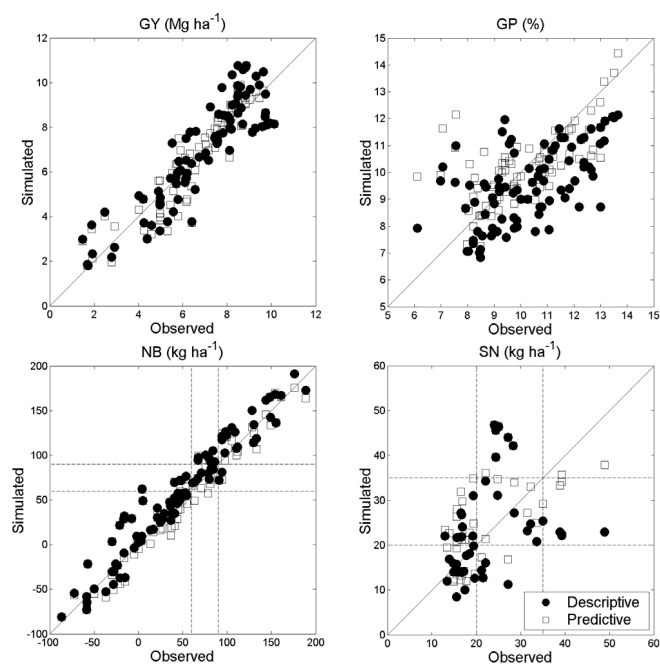 GY (Mg ha-1)
12
10
8
6
4
2
0
Simulated
0 2 4 6 8 10 12
Observed
GP (%)
15
14
13
12
11
10
9
8
7
6
5
Simulated
5 6 7 8 9 10 11 12 13 14 15
Observed
NB (kg ha-1)
200
150
100
50
0
-50
-100
Simulated
-100 -50 0 50 100 150 200
Observed
SN (kg ha-1)
60
50
40
30
20
10
0
Simulated
0 10 20 30 40 50 60
Observed
Descriptive
Predictive